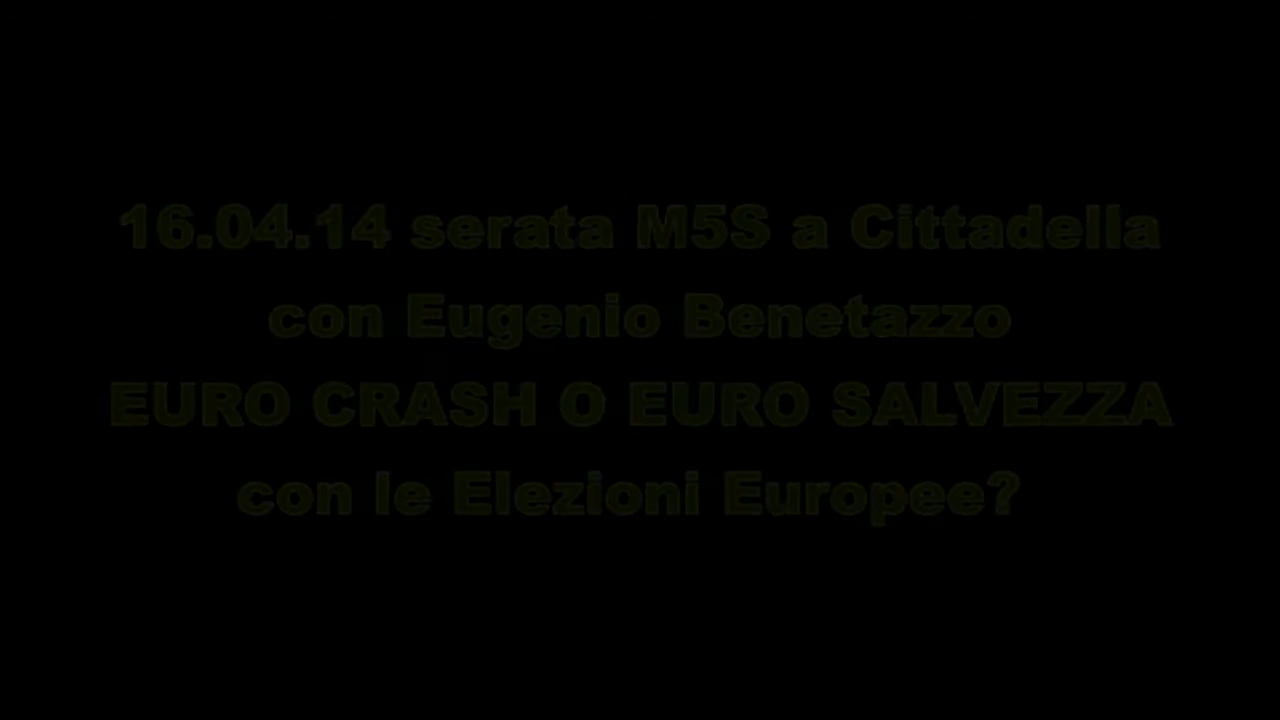 16.04.14 serata M5S a Cittadella
con Eugenio Benetazzo
EURO CRASH O EURO SALVEZZA
con le Elezioni Europee?